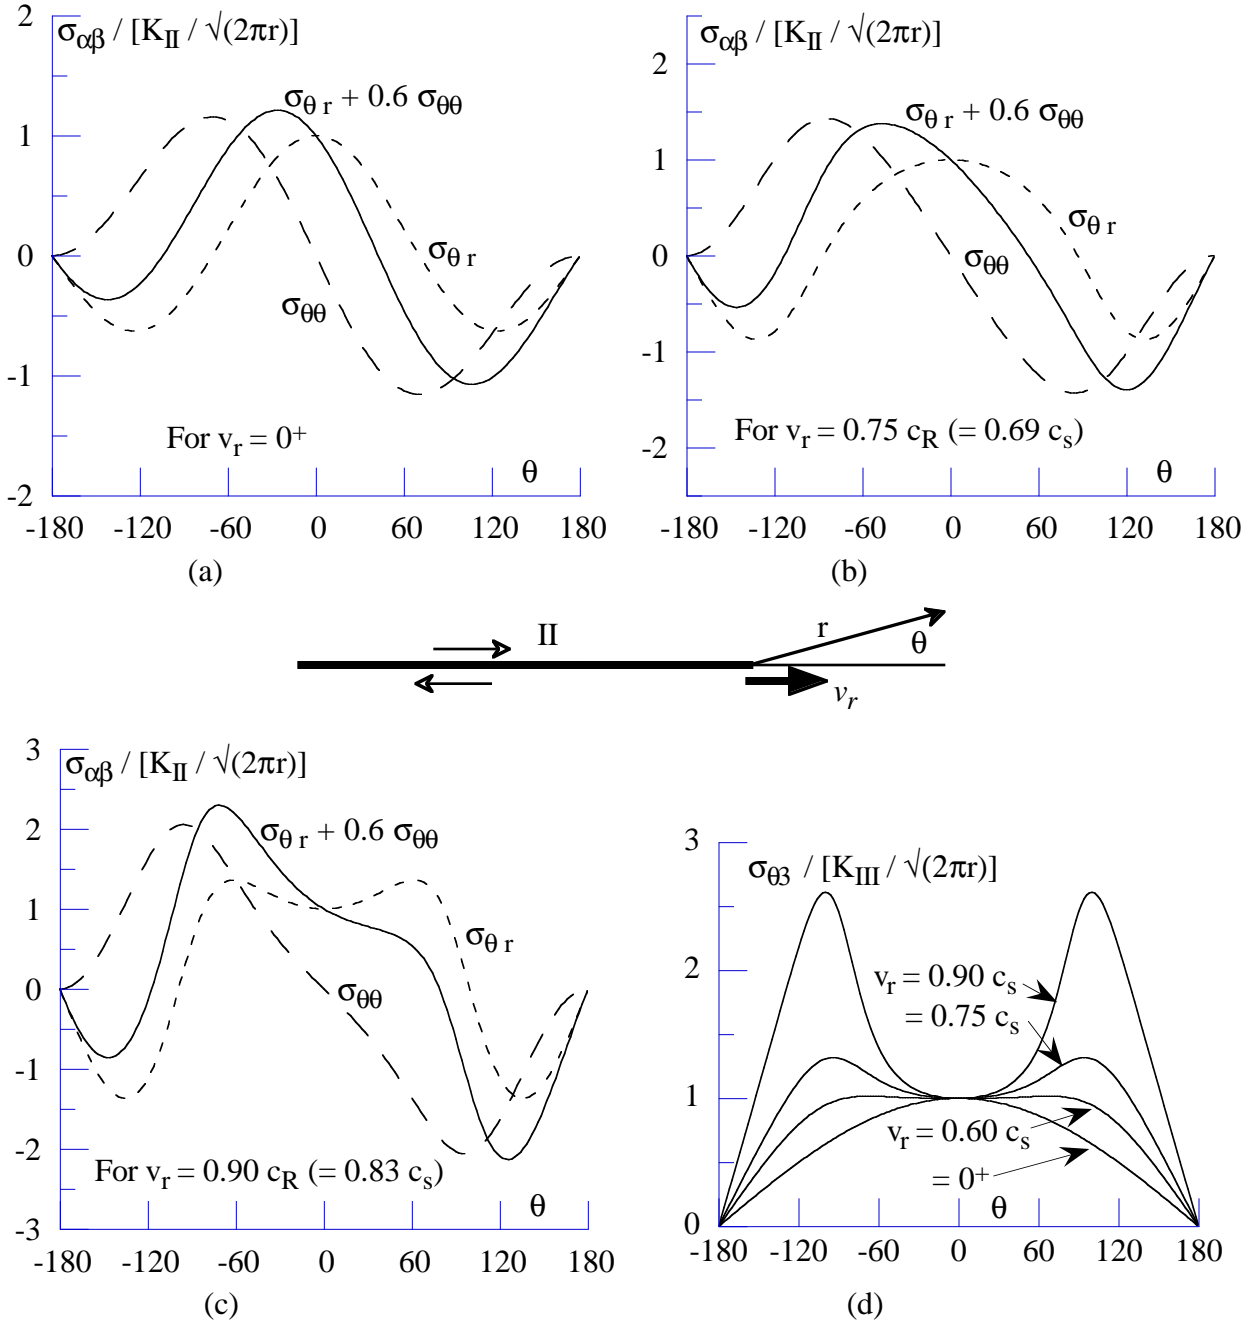 σαβ / [KII / √(2πr)]
2
1
0
-1
-2
σθ r + 0.6 σθθ
σθ r
σθθ
For vr = 0+
θ
-180 -120 -60 0 60 120 180
(a)
σαβ / [KII / √(2πr)]
2
1
0
-1
-2
σθ r + 0.6 σθθ
σθ r
σθθ
For vr = 0.75 cR (= 0.69 cs)
θ
-180 -120 -60 0 60 120 180
(b)
II
r
θ
vr
σαβ / [KII / √(2πr)]
3
2
1
0
-1
-2
-3
σθ r + 0.6 σθθ
σθ r
σθθ
For vr = 0.90 cR (= 0.83 cs)
θ
-180 -120 -60 0 60 120 180
(c)
σθ3 / [KIII / √(2πr)]
3
2
1
0
vr = 0.90 cs
= 0.75 cs
vr = 0.60 cs
= 0+
θ
-180 -120 -60 0 60 120 180
(d)